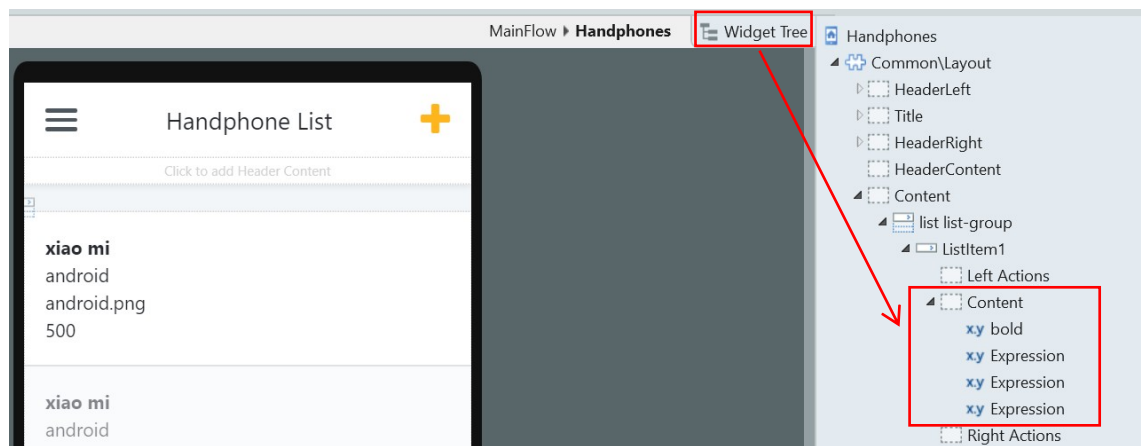 MainFlow Handphones
Widget Tree
Handphone List
Click to add Header Content
xiao mi
android
android.png
500
xiao mi
android
Handphones
Common\Layout
HeaderLeft
Title
HeaderRight
HeaderContent
Content
list list-group
ListItem1
Left Actions
Content
x.y bold
x.y Expression
x.y Expression
x.y Expression
Right Actions